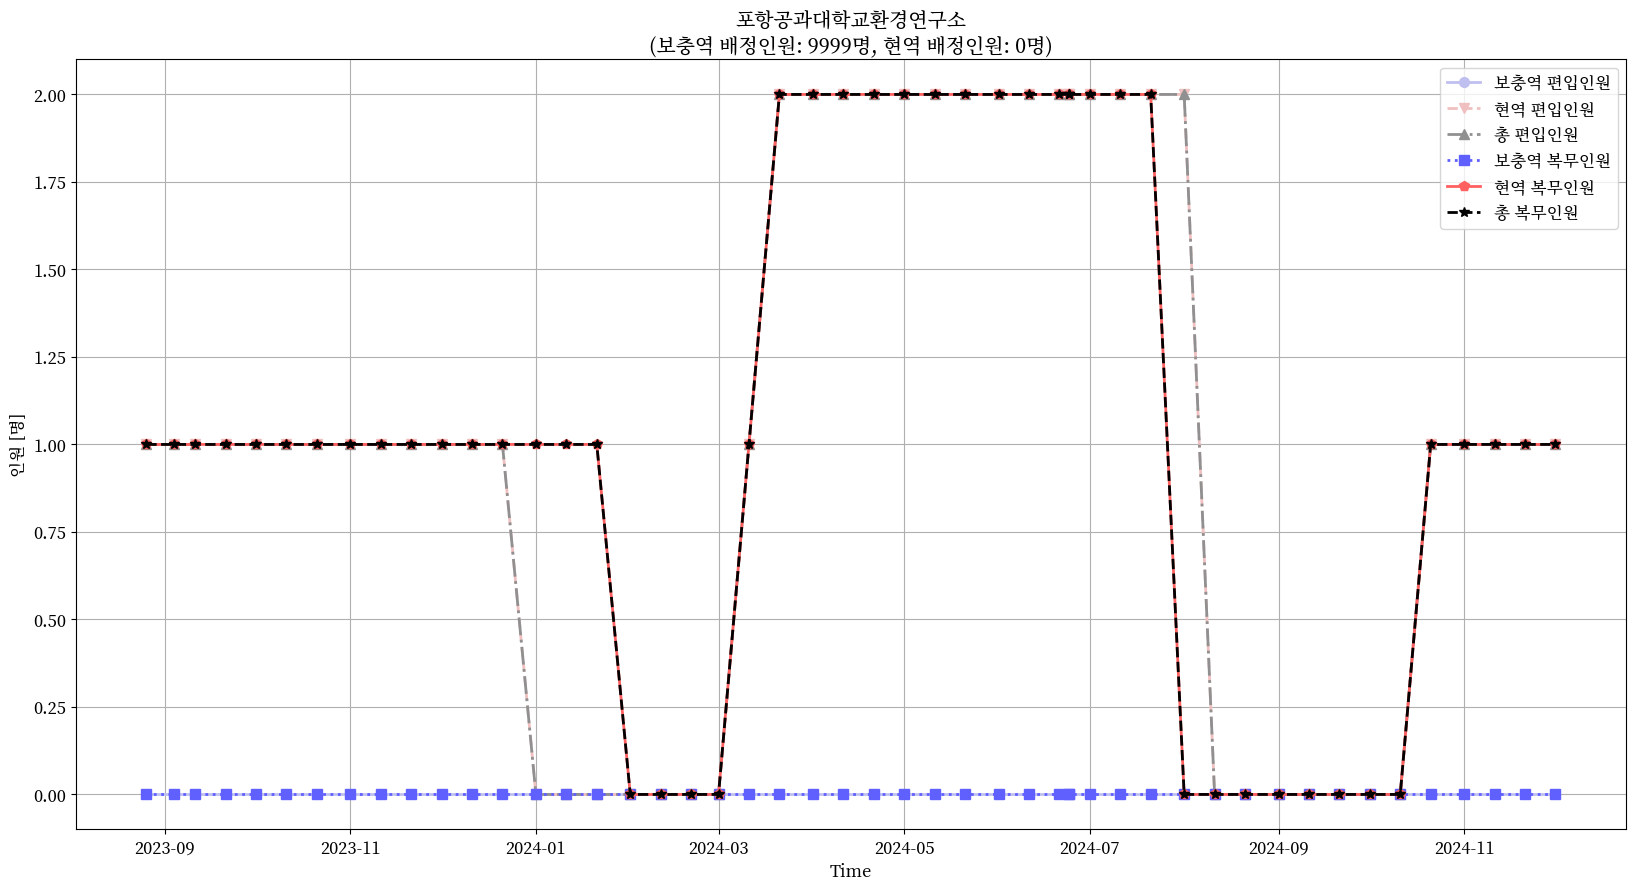 포항공과대학교환경연구소
(보충역 배정인원: 9999명, 현역 배정인원: 0명)
보충역 편입인원
현역 편입인원
총 편입인원
보충역 복무인원
현역 복무인원
총 복무인원
2.00
1.75
1.50
1.25
1.00
0.75
0.50
0.25
0.00
인원 [명]
2023-09 2023-11 2024-01 2024-03 2024-05 2024-07 2024-09 2024-11
Time